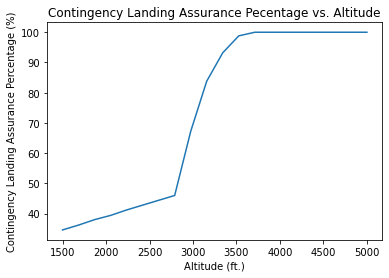 Contingency Landing Assurance Pecentage vs. Altitude
Contingency Landing Assurance Percentage (%)
100
90
80
70
60
50
40
1500 2000 2500 3000 3500 4000 4500 5000
Altitude (ft.)